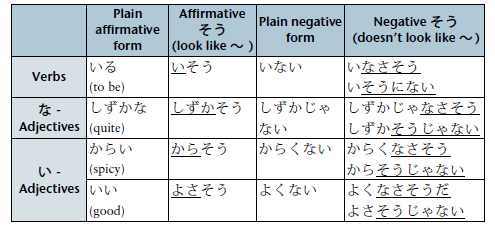 Plain affirmative form
Affirmative そう (look like ～ )
Plain negative form
Negative そう (doesn't look like ～ )
Verbs
いる
(to be)
いそう
いない
いなさそう
いそうにない
な - Adjectives
しずかな
(quite)
しずかそう
しずかじゃ
ない
しずかじゃなさそう
しずかそうじゃない
い - Adjectives
からい
(spicy)
からそう
からくない
からくなさそう
からそうじゃない
いい
(good)
よさそう
よくない
よくなさそうだ
よさそうじゃない